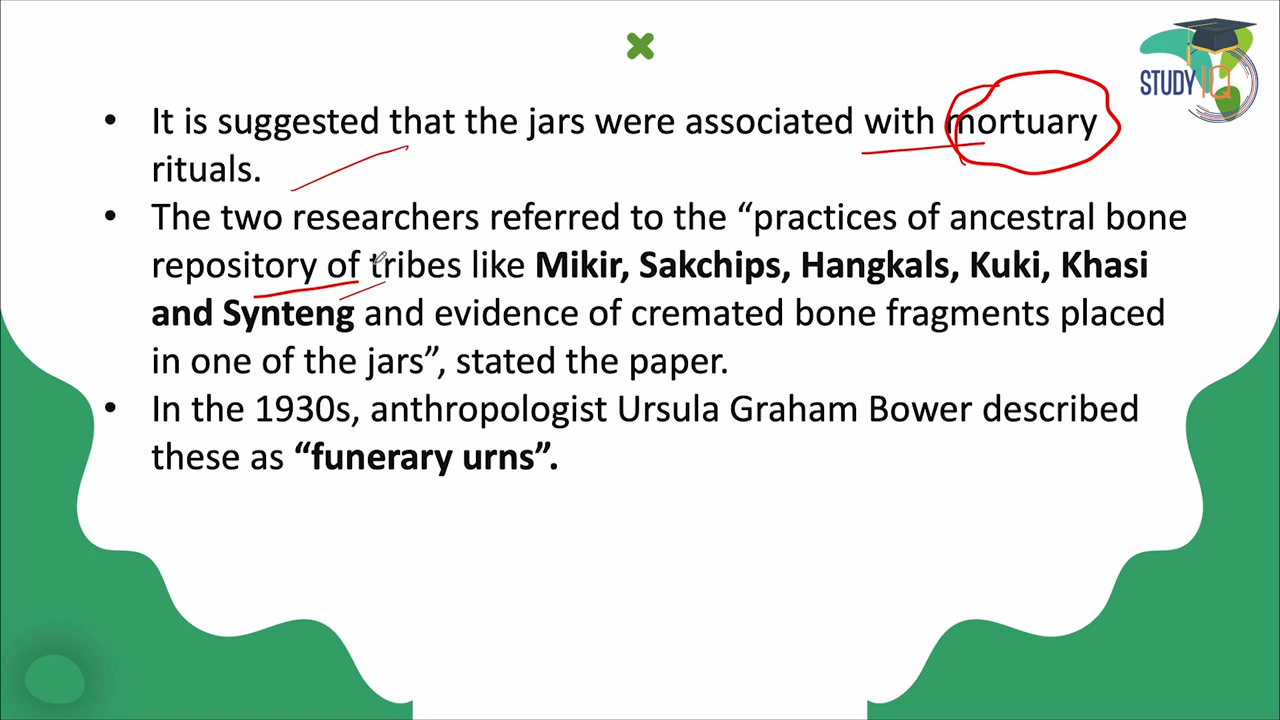 STUDY IQ
• It is suggested that the jars were associated with mortuary
rituals.
• The two researchers referred to the “practices of ancestral bone
repository of tribes like Mikir, Sakchips, Hangkals, Kuki, Khasi
and Synteng and evidence of cremated bone fragments placed
in one of the jars”, stated the paper.
• In the 1930s, anthropologist Ursula Graham Bower described
these as “funerary urns”.